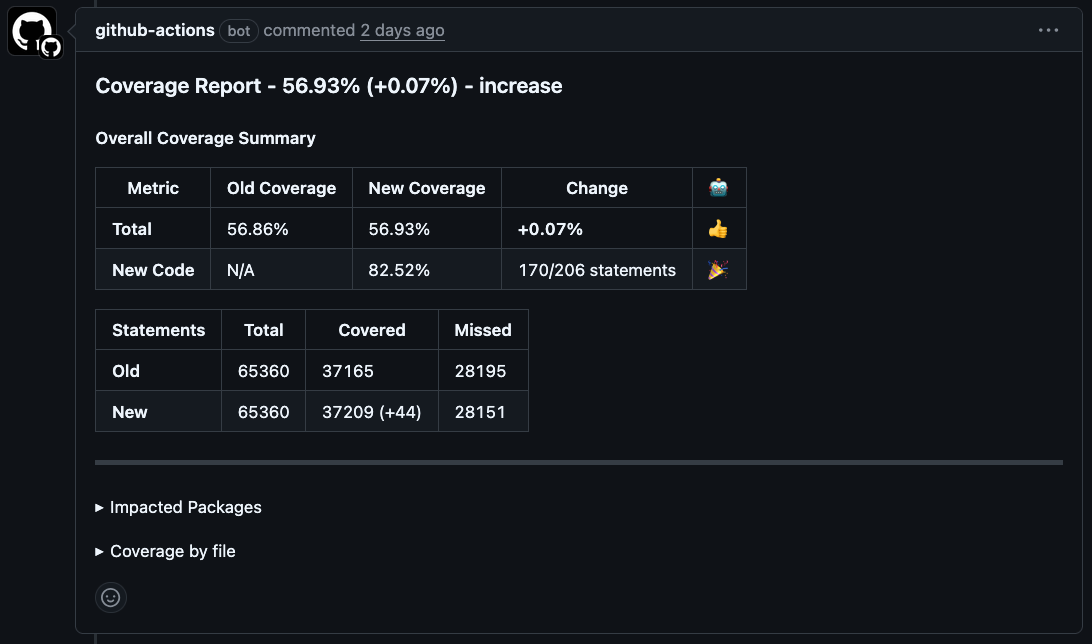 github-actions bot commented 2 days ago
Coverage Report - 56.93% (+0.07%) - increase
Overall Coverage Summary
Metric Old Coverage New Coverage Change 🤖
Total 56.86% 56.93% +0.07% 👍
New Code N/A 82.52% 170/206 statements 🎉
Statements Total Covered Missed
Old 65360 37165 28195
New 65360 37209 (+44) 28151
Impacted Packages
Coverage by file